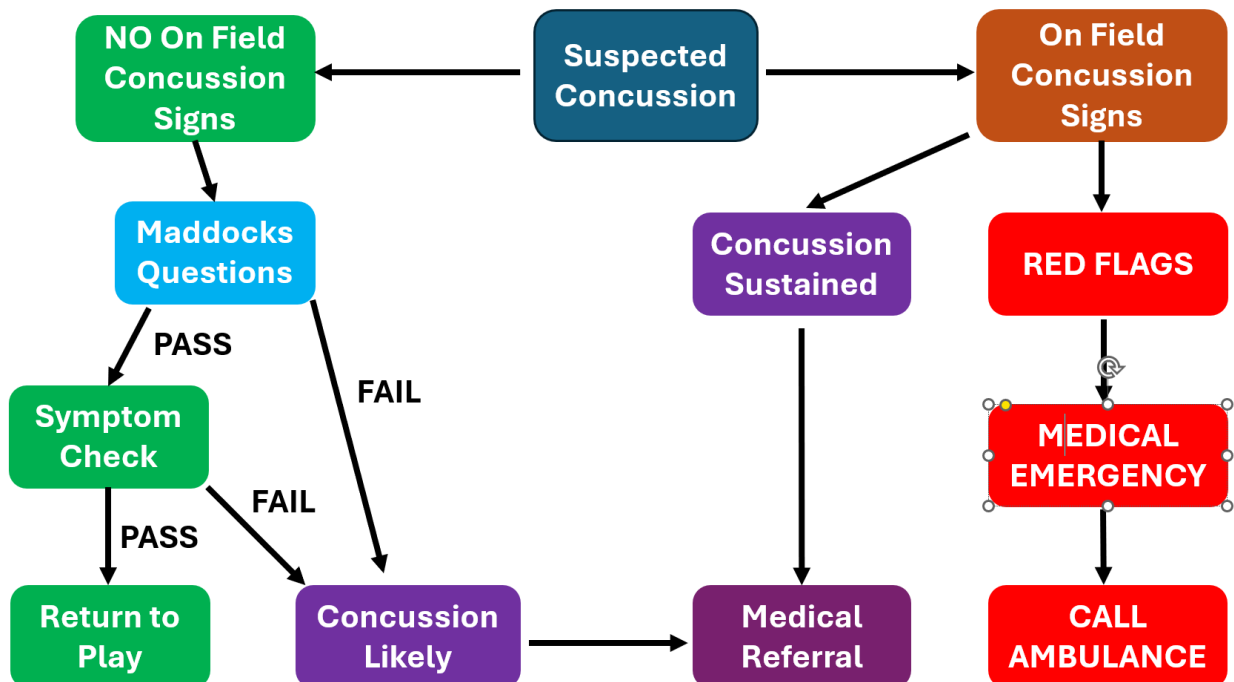 NO On Field
Concussion
Signs
Suspected
Concussion
On Field
Concussion
Signs
Maddocks
Questions
Concussion
Sustained
RED FLAGS
PASS
FAIL
Symptom
Check
MEDICAL
EMERGENCY
FAIL
PASS
Return to
Play
Concussion
Likely
Medical
Referral
CALL
AMBULANCE